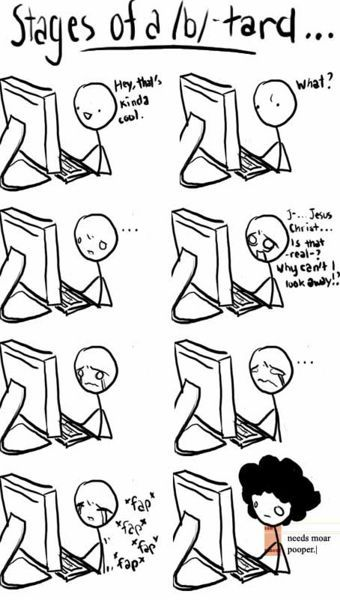 Stages of a /b/-tard...
Hey, that's
kinda
cool.
What?
...
J-... Jesus
Christ...
Is that
-real-?
Why can't I
look away!?
...
*fap*
*fap*
*fap*
*fap*
needs moar
pooper.|